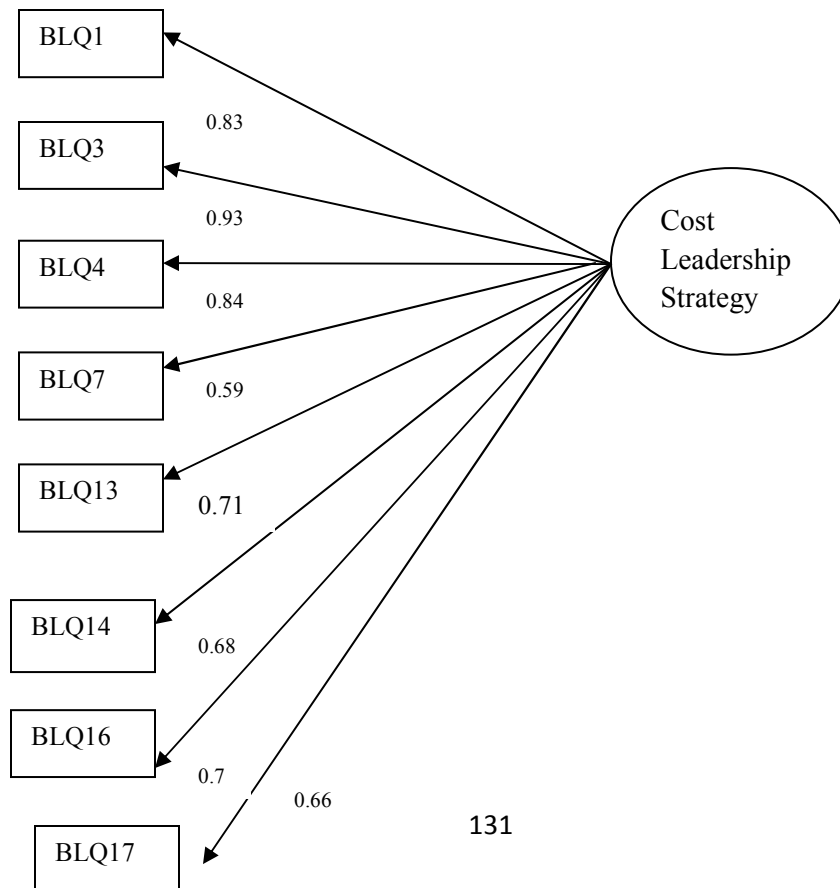 BLQ1
0.83
BLQ3
0.93
BLQ4
0.84
BLQ7
0.59
BLQ13
0.71
BLQ14
0.68
BLQ16
0.7
0.66
BLQ17
Cost
Leadership
Strategy
131